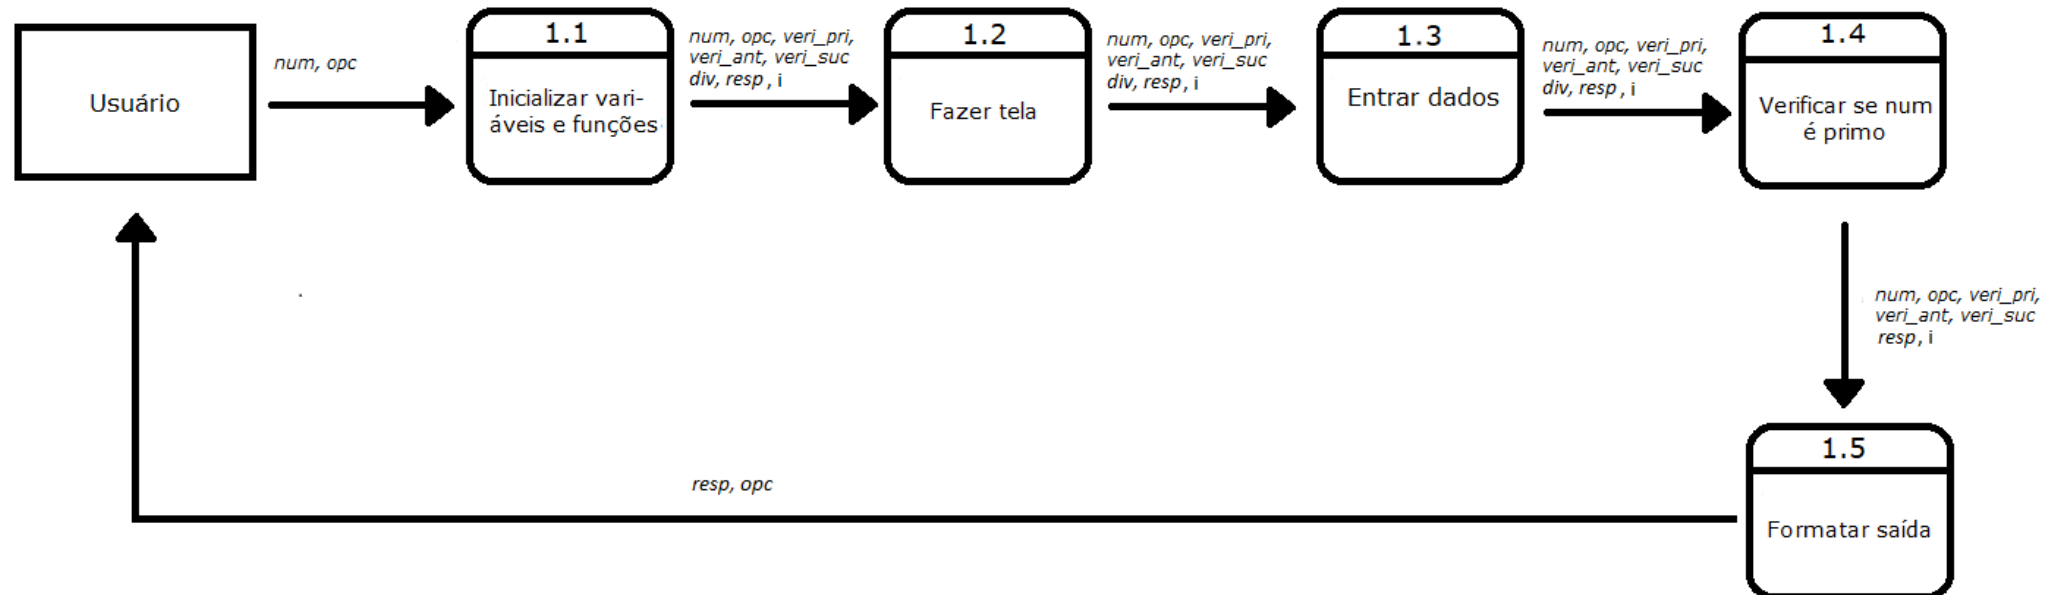 Usuário
num, opc
1.1
Inicializar vari-
áveis e funções
num, opc, veri_pri,
veri_ant, veri_suc
div, resp, i
1.2
Fazer tela
num, opc, veri_pri,
veri_ant, veri_suc
div, resp, i
1.3
Entrar dados
num, opc, veri_pri,
veri_ant, veri_suc
div, resp, i
1.4
Verificar se num
é primo
num, opc, veri_pri,
veri_ant, veri_suc
resp, i
1.5
Formatar saída
resp, opc